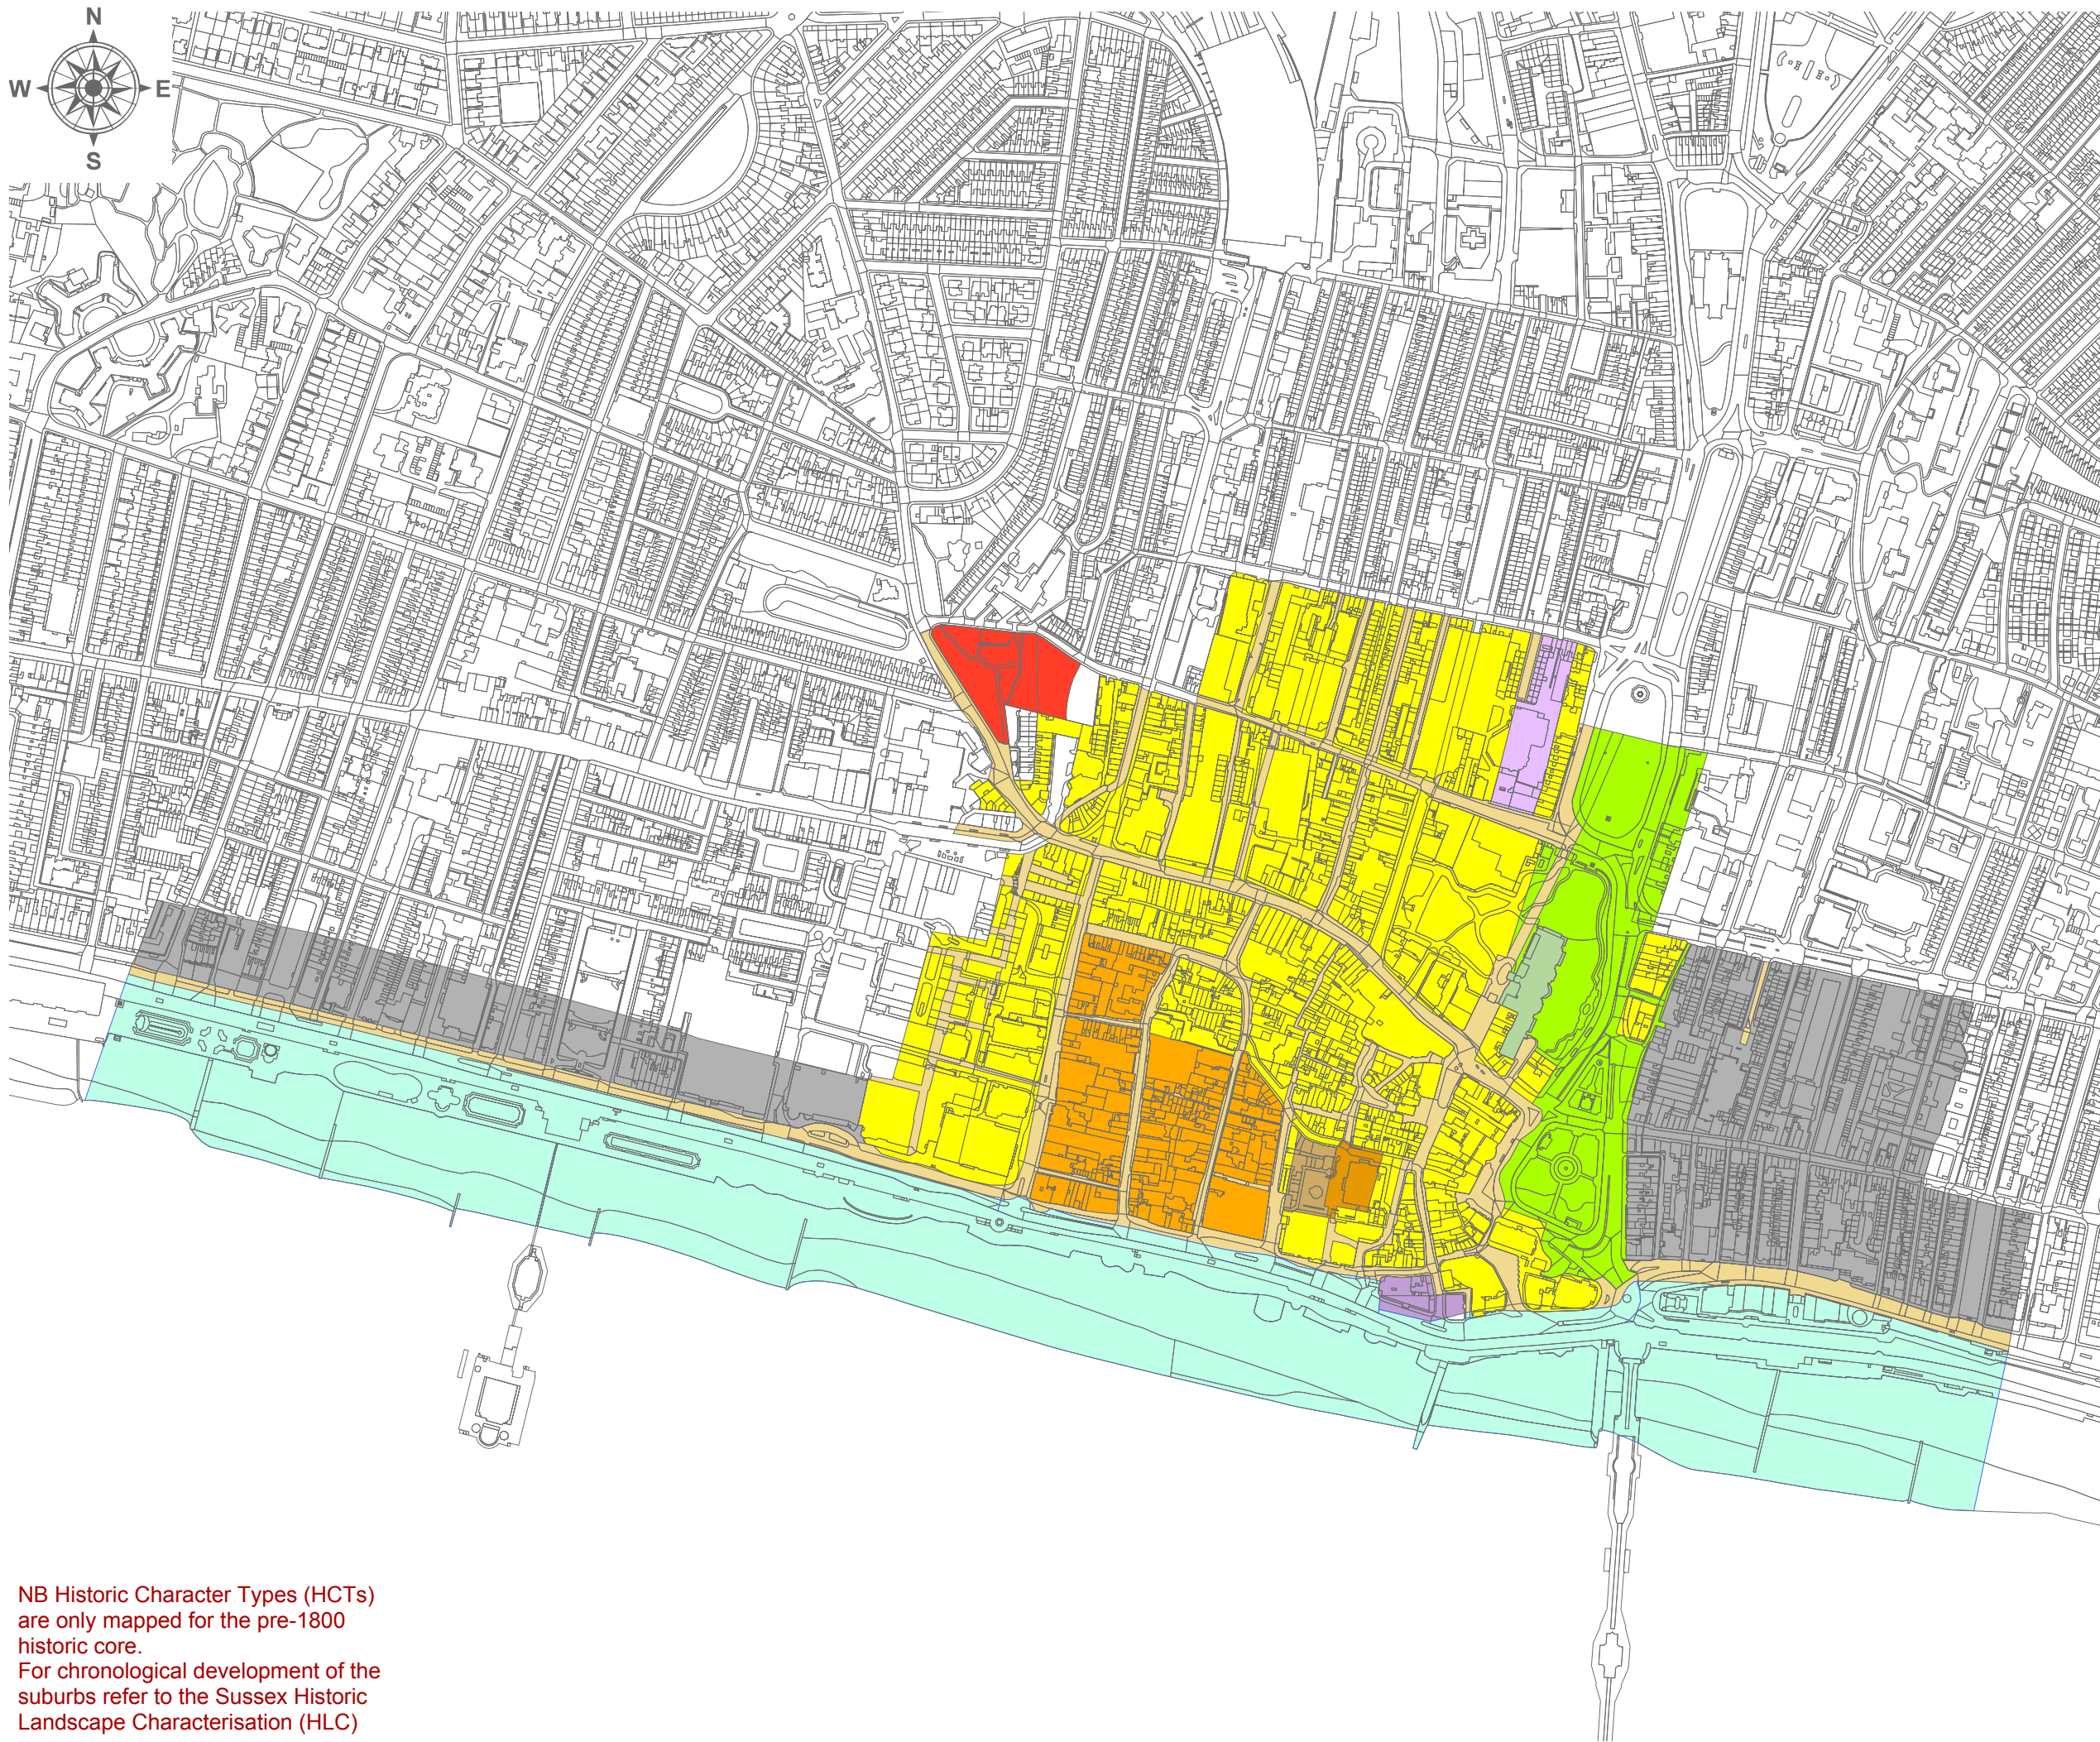 N
W E
S
NB Historic Character Types (HCTs)
are only mapped for the pre-1800
historic core.
For chronological development of the
suburbs refer to the Sussex Historic
Landscape Characterisation (HLC)